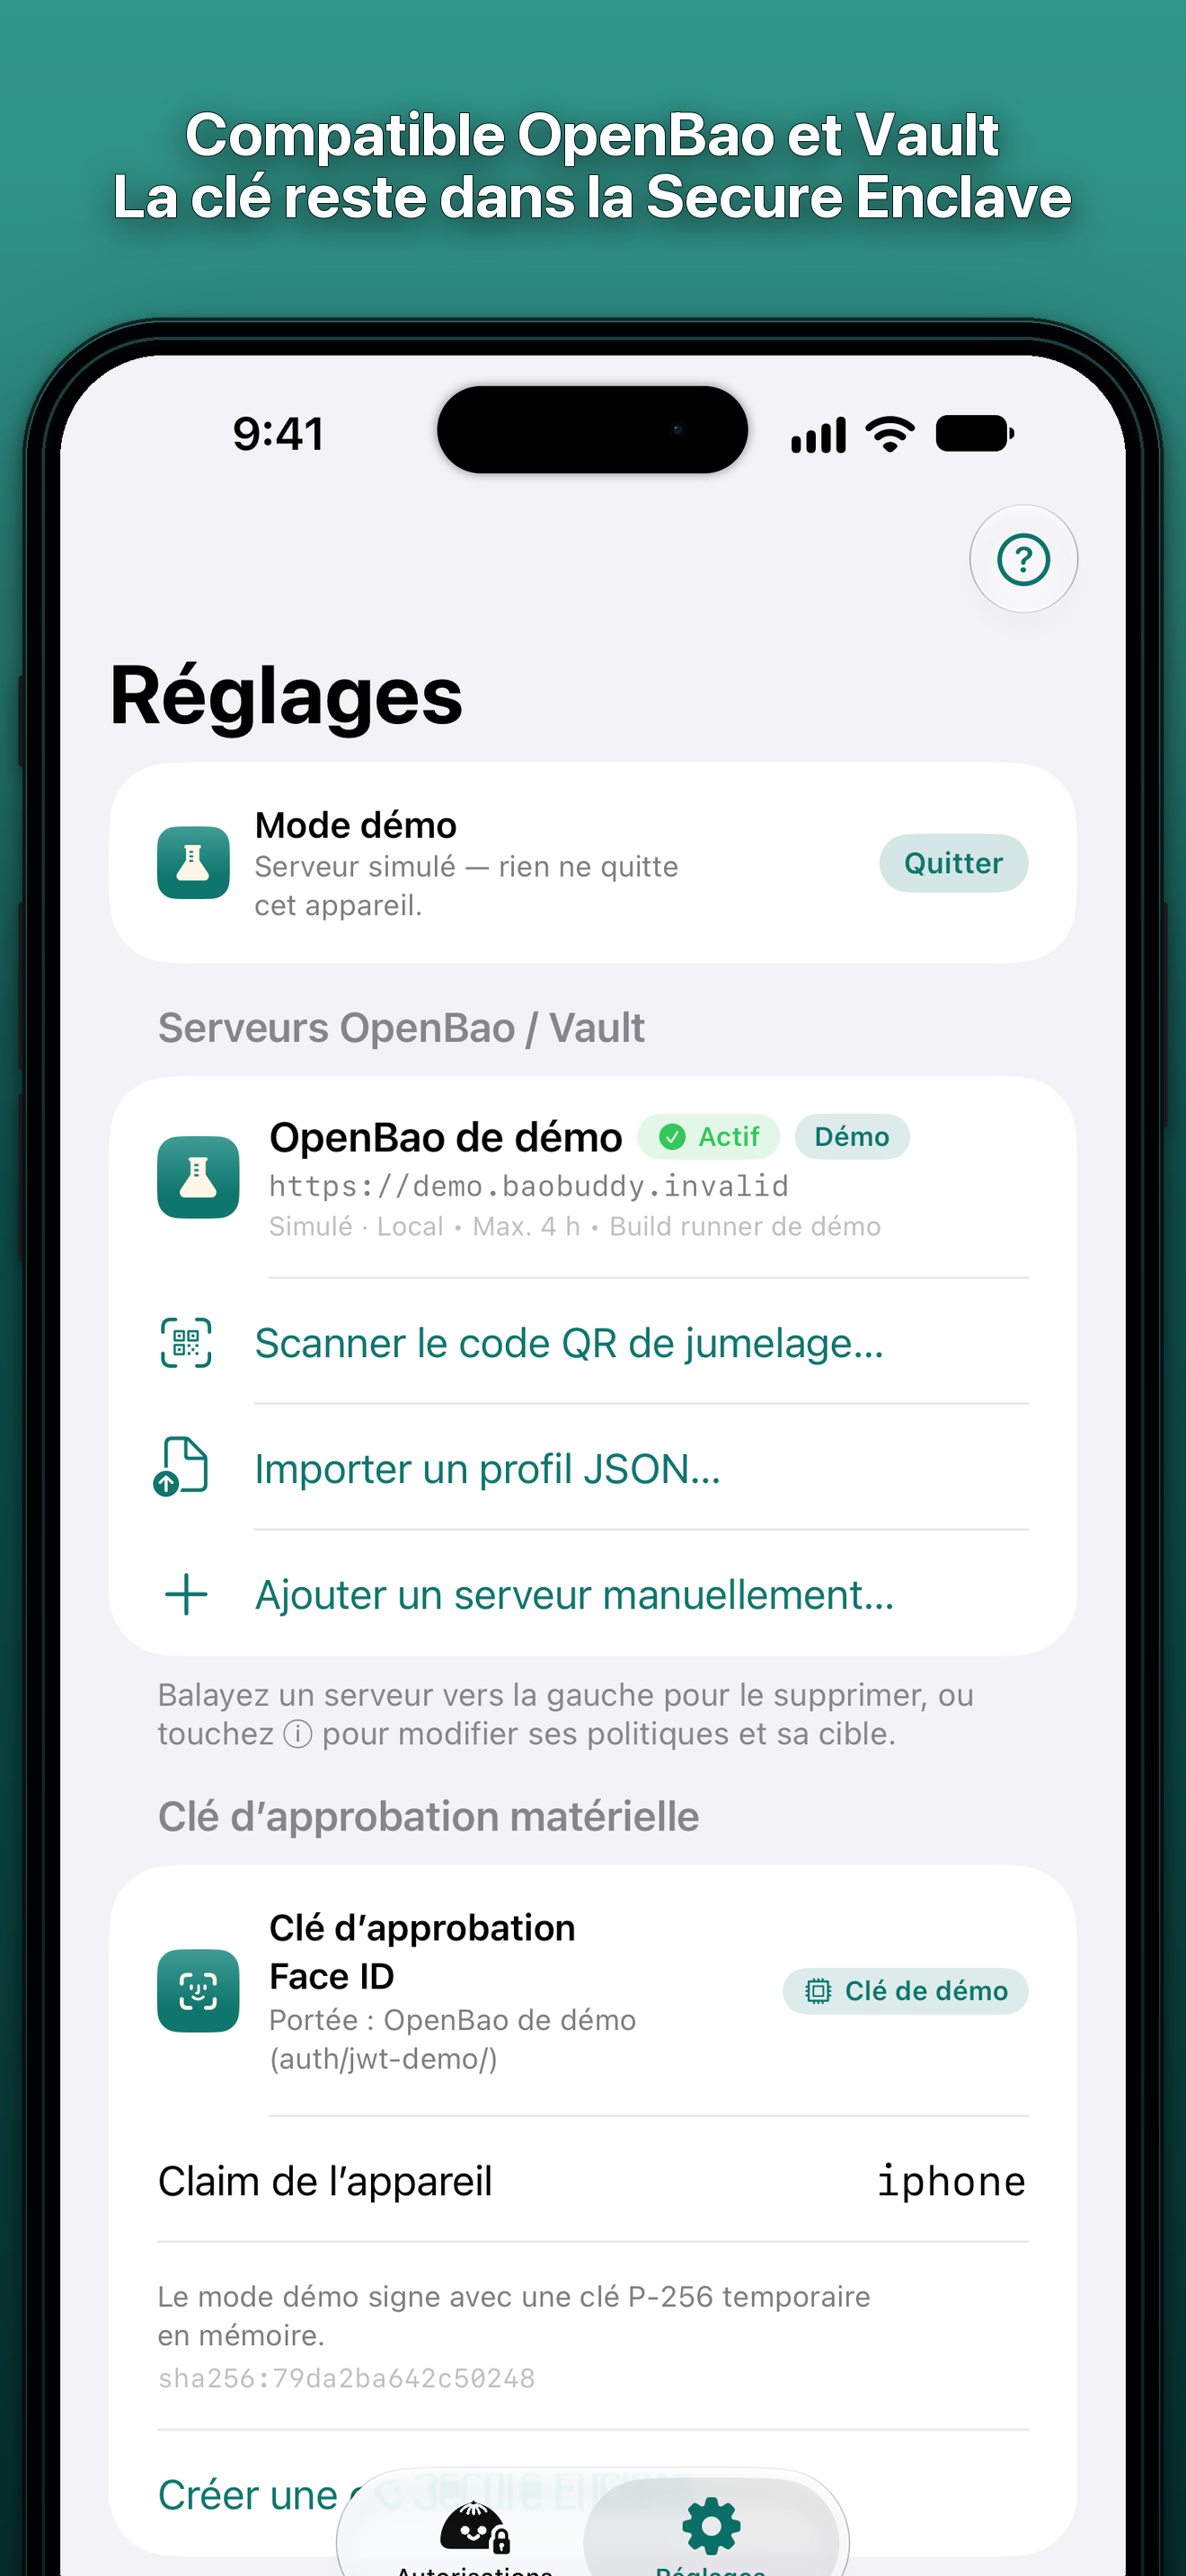 Compatible OpenBao et Vault
La clé reste dans la Secure Enclave
9:41
Réglages
Mode démo
Serveur simulé — rien ne quitte
cet appareil.
Quitter
Serveurs OpenBao / Vault
OpenBao de démo
Actif
Démo
https://demo.baobuddy.invalid
Simulé · Local • Max. 4 h • Build runner de démo
Scanner le code QR de jumelage...
Importer un profil JSON...
Ajouter un serveur manuellement...
Balayez un serveur vers la gauche pour le supprimer, ou
touchez ⓘ pour modifier ses politiques et sa cible.
Clé d’approbation matérielle
Clé d’approbation
Face ID
Portée : OpenBao de démo
(auth/jwt-demo/)
Clé de démo
Claim de l’appareil
iphone
Le mode démo signe avec une clé P-256 temporaire
en mémoire.
sha256:79da2ba642c50248
Créer une
Autorisations
Réglages